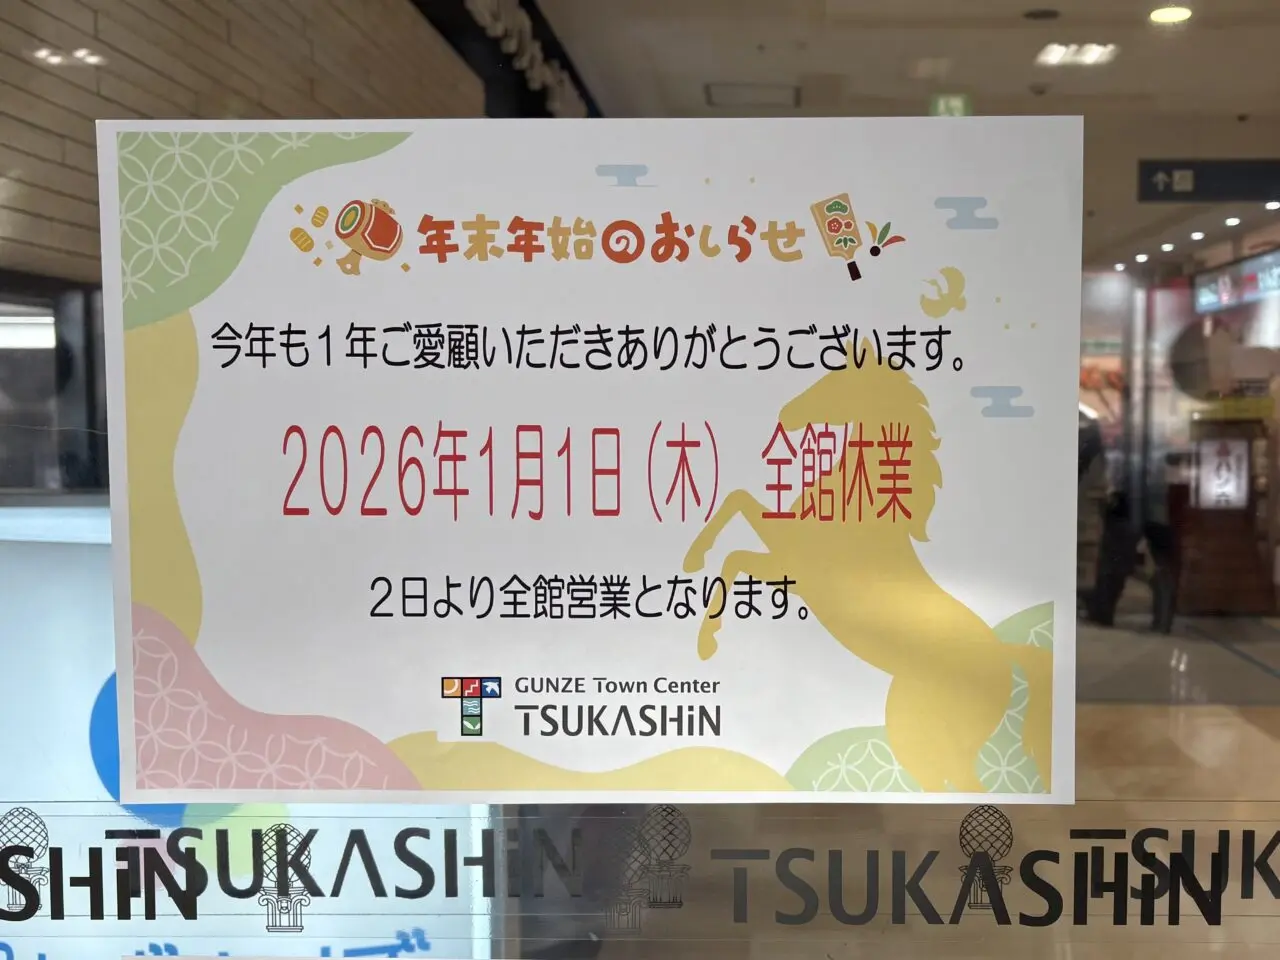 年末年始のおしらせ
今年も１年ご愛顧いただきありがとうございます。
2026年1月1日（木）　全館休業
２日より全館営業となります。
GUNZE Town Center
TSUKASHiN
SHiN TSUKASHiN TSUKASHiN TSUK